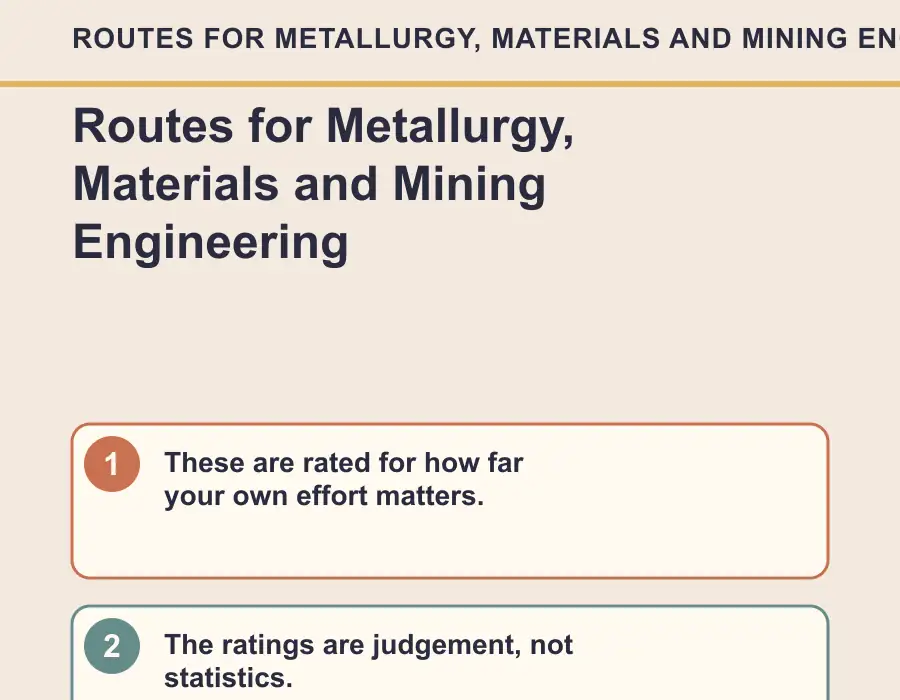 ROUTES FOR METALLURGY, MATERIALS AND MINING
Routes for Metallurgy,
Materials and Mining
Engineering
1
These are rated for how far
your own effort matters.
2
The ratings are judgement, not
statistics.